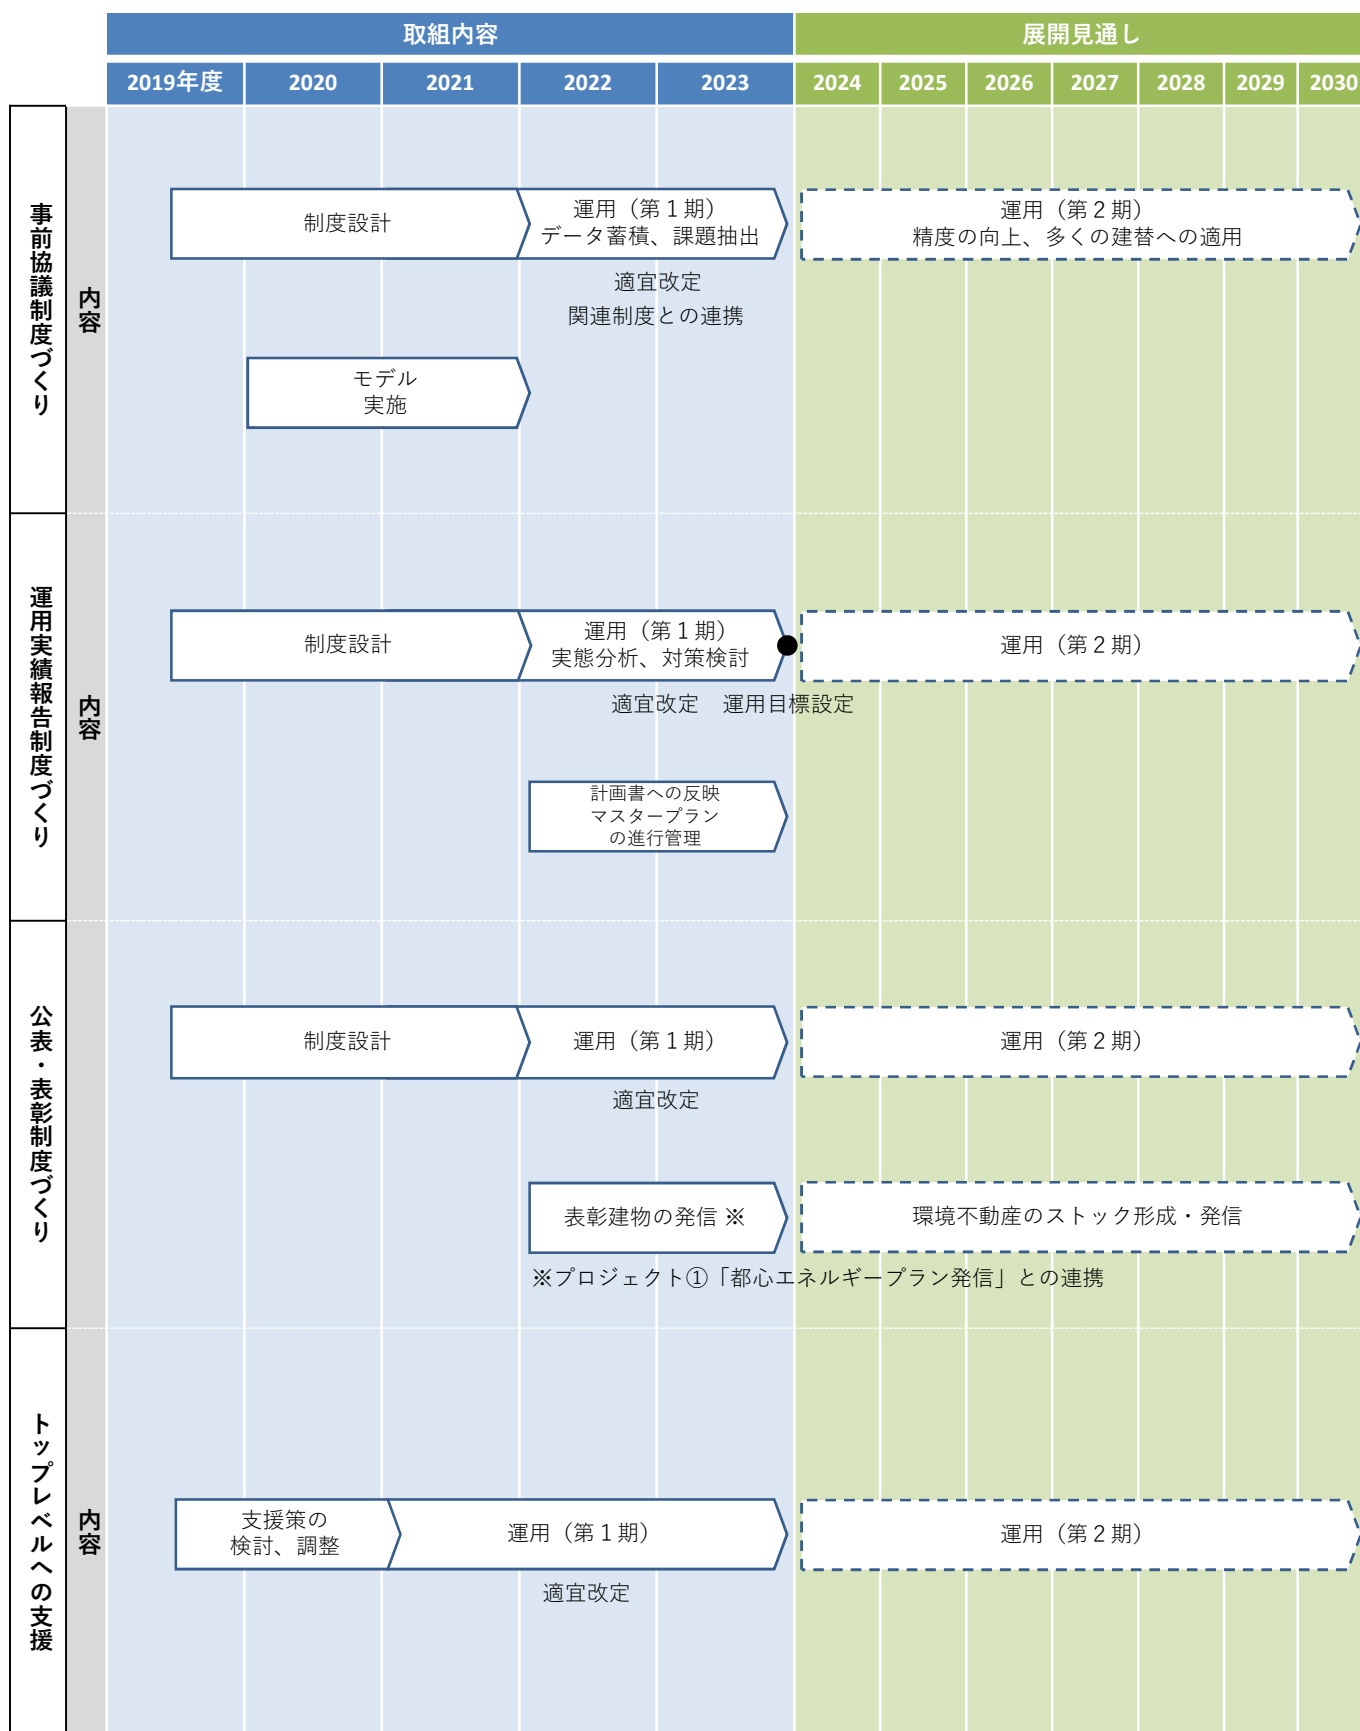 取組内容
展開見通し
2019年度 2020 2021 2022 2023 2024 2025 2026 2027 2028 2029 2030
事前協議制度づくり
内容
制度設計
運用（第１期）
データ蓄積、課題抽出
運用（第２期）
精度の向上、多くの建替への適用
適宜改定
関連制度との連携
モデル
実施
運用実績報告制度づくり
内容
制度設計
運用（第１期）
実態分析、対策検討
運用（第２期）
適宜改定　運用目標設定
計画書への反映
マスタープラン
の進行管理
公表・表彰制度づくり
制度設計
運用（第１期）
運用（第２期）
適宜改定
表彰建物の発信 ※
環境不動産のストック形成・発信
※プロジェクト①「都心エネルギープラン発信」との連携
トップレベルへの支援
内容
支援策の
検討、調整
運用（第１期）
運用（第２期）
適宜改定